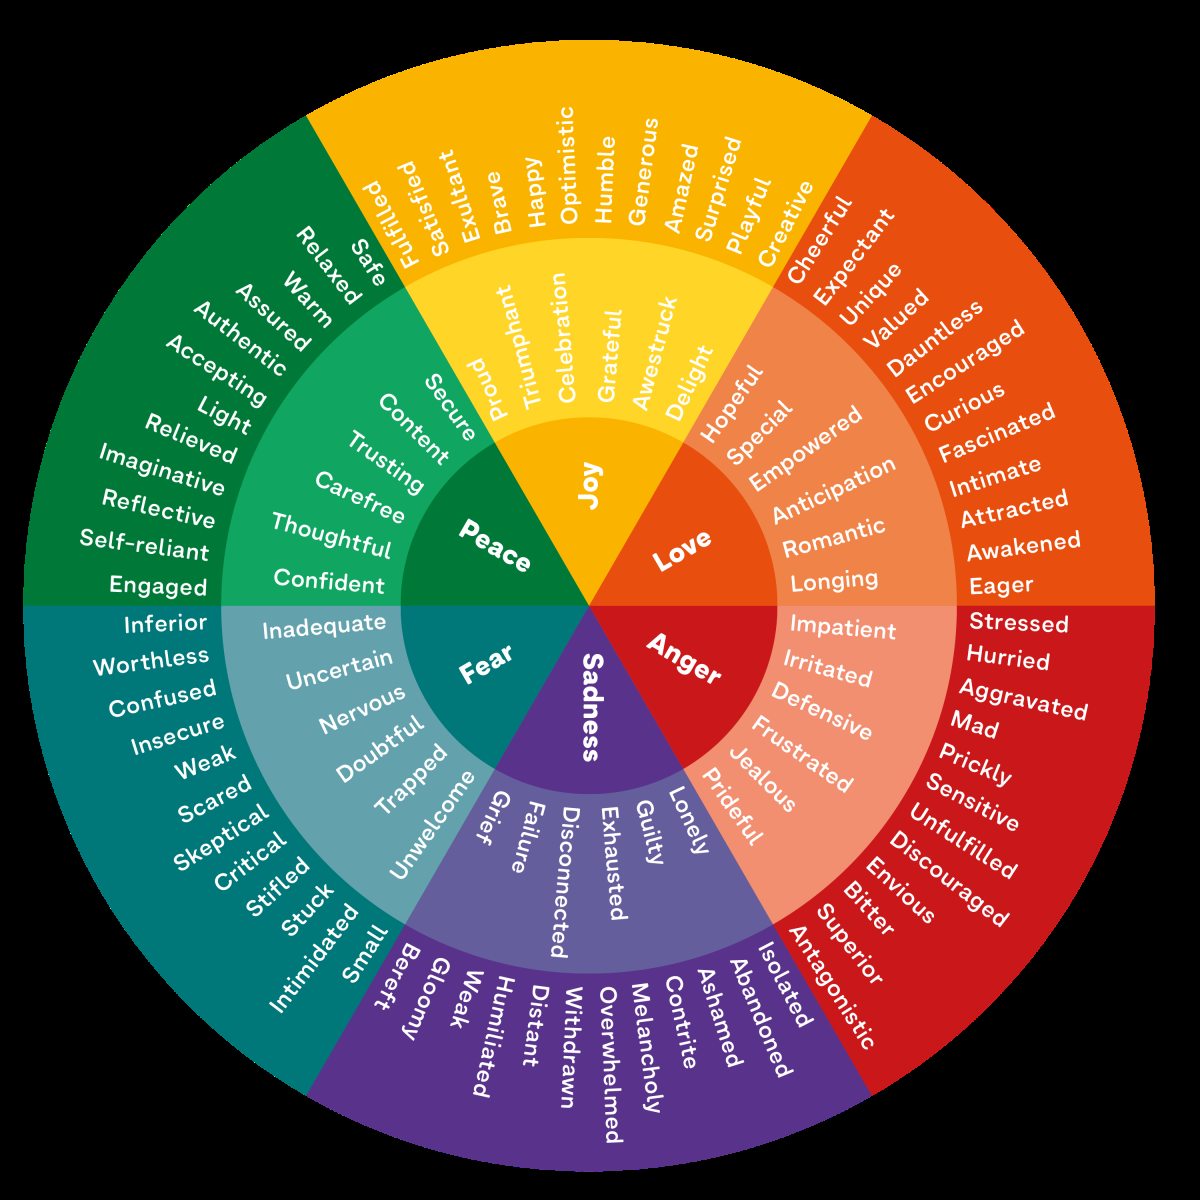 Joy
Love
Anger
Sadness
Fear
Peace
Proud
Triumphant
Celebration
Grateful
Awestruck
Delight
Hopeful
Special
Empowered
Anticipation
Romantic
Longing
Impatient
Irritated
Defensive
Frustrated
Jealous
Prideful
Lonely
Guilty
Exhausted
Disconnected
Failure
Grief
Unwelcome
Trapped
Doubtful
Nervous
Uncertain
Inadequate
Confident
Thoughtful
Carefree
Trusting
Content
Secure
Fulfilled
Satisfied
Exultant
Brave
Happy
Optimistic
Humble
Generous
Amazed
Surprised
Playful
Creative
Cheerful
Expectant
Unique
Valued
Dauntless
Encouraged
Curious
Fascinated
Intimate
Attracted
Awakened
Eager
Stressed
Hurried
Aggravated
Mad
Prickly
Sensitive
Unfulfilled
Discouraged
Envious
Bitter
Superior
Antagonistic
Isolated
Abandoned
Ashamed
Contrite
Melancholy
Overwhelmed
Withdrawn
Distant
Humiliated
Weak
Gloomy
Bereft
Small
Intimidated
Stuck
Stifled
Critical
Skeptical
Scared
Weak
Insecure
Confused
Worthless
Inferior
Engaged
Self-reliant
Reflective
Imaginative
Relieved
Light
Accepting
Authentic
Assured
Warm
Relaxed
Safe